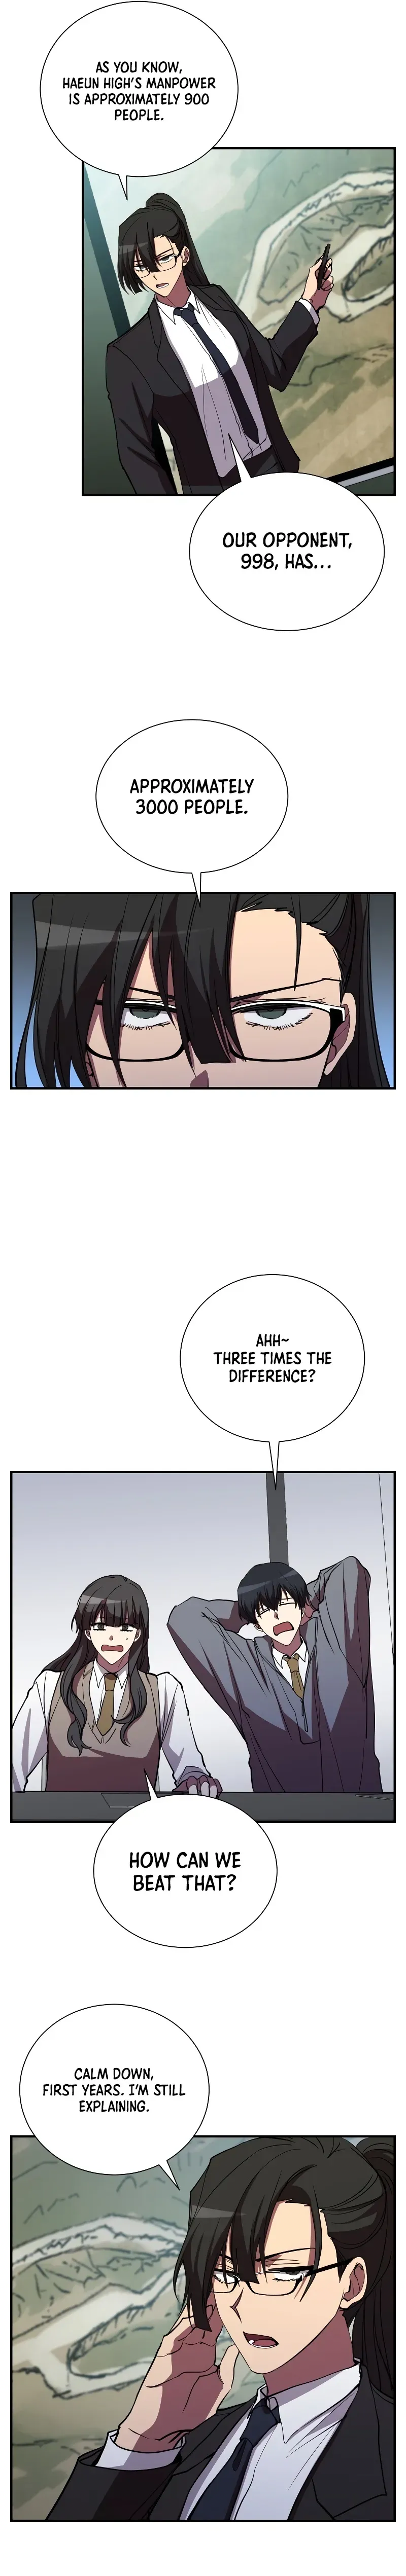 AS YOU KNOW,
HAEUN HIGH'S MANPOWER
IS APPROXIMATELY 900
PEOPLE.
OUR OPPONENT,
998, HAS...
APPROXIMATELY
3000 PEOPLE.
AHH~
THREE TIMES THE
DIFFERENCE?
HOW CAN WE
BEAT THAT?
CALM DOWN,
FIRST YEARS. I'M STILL
EXPLAINING.